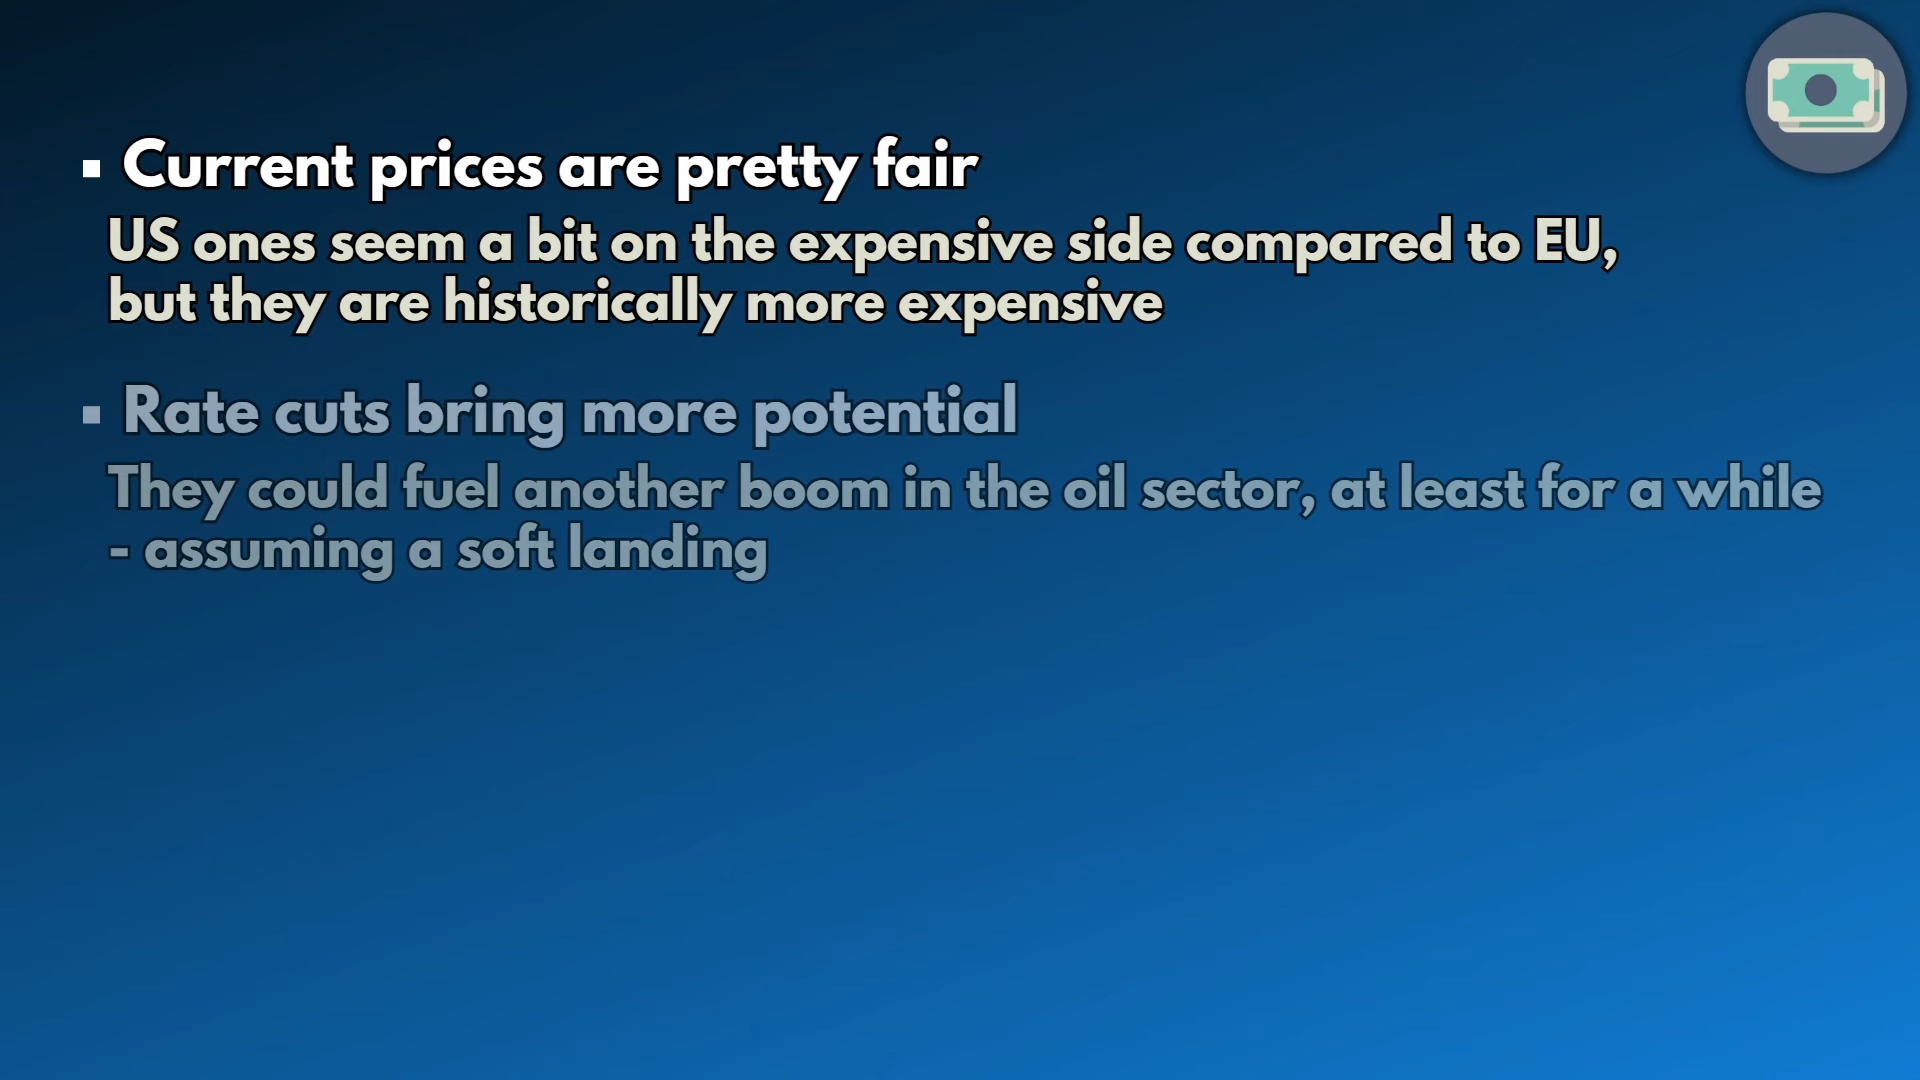 ▪ Current prices are pretty fair
US ones seem a bit on the expensive side compared to EU,
but they are historically more expensive
▪ Rate cuts bring more potential
They could fuel another boom in the oil sector, at least for a while
- assuming a soft landing